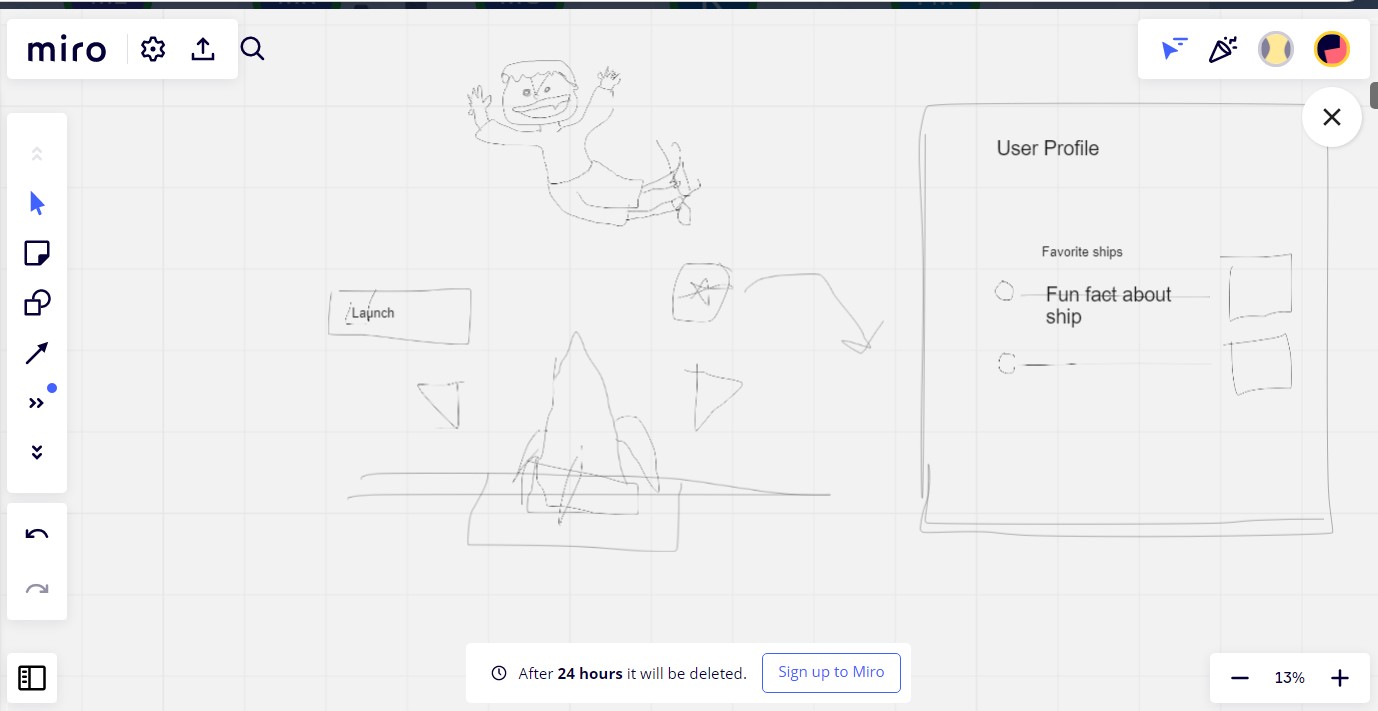 miro
User Profile
Favorite ships
Fun fact about
ship
Launch
After 24 hours it will be deleted.
Sign up to Miro
13%